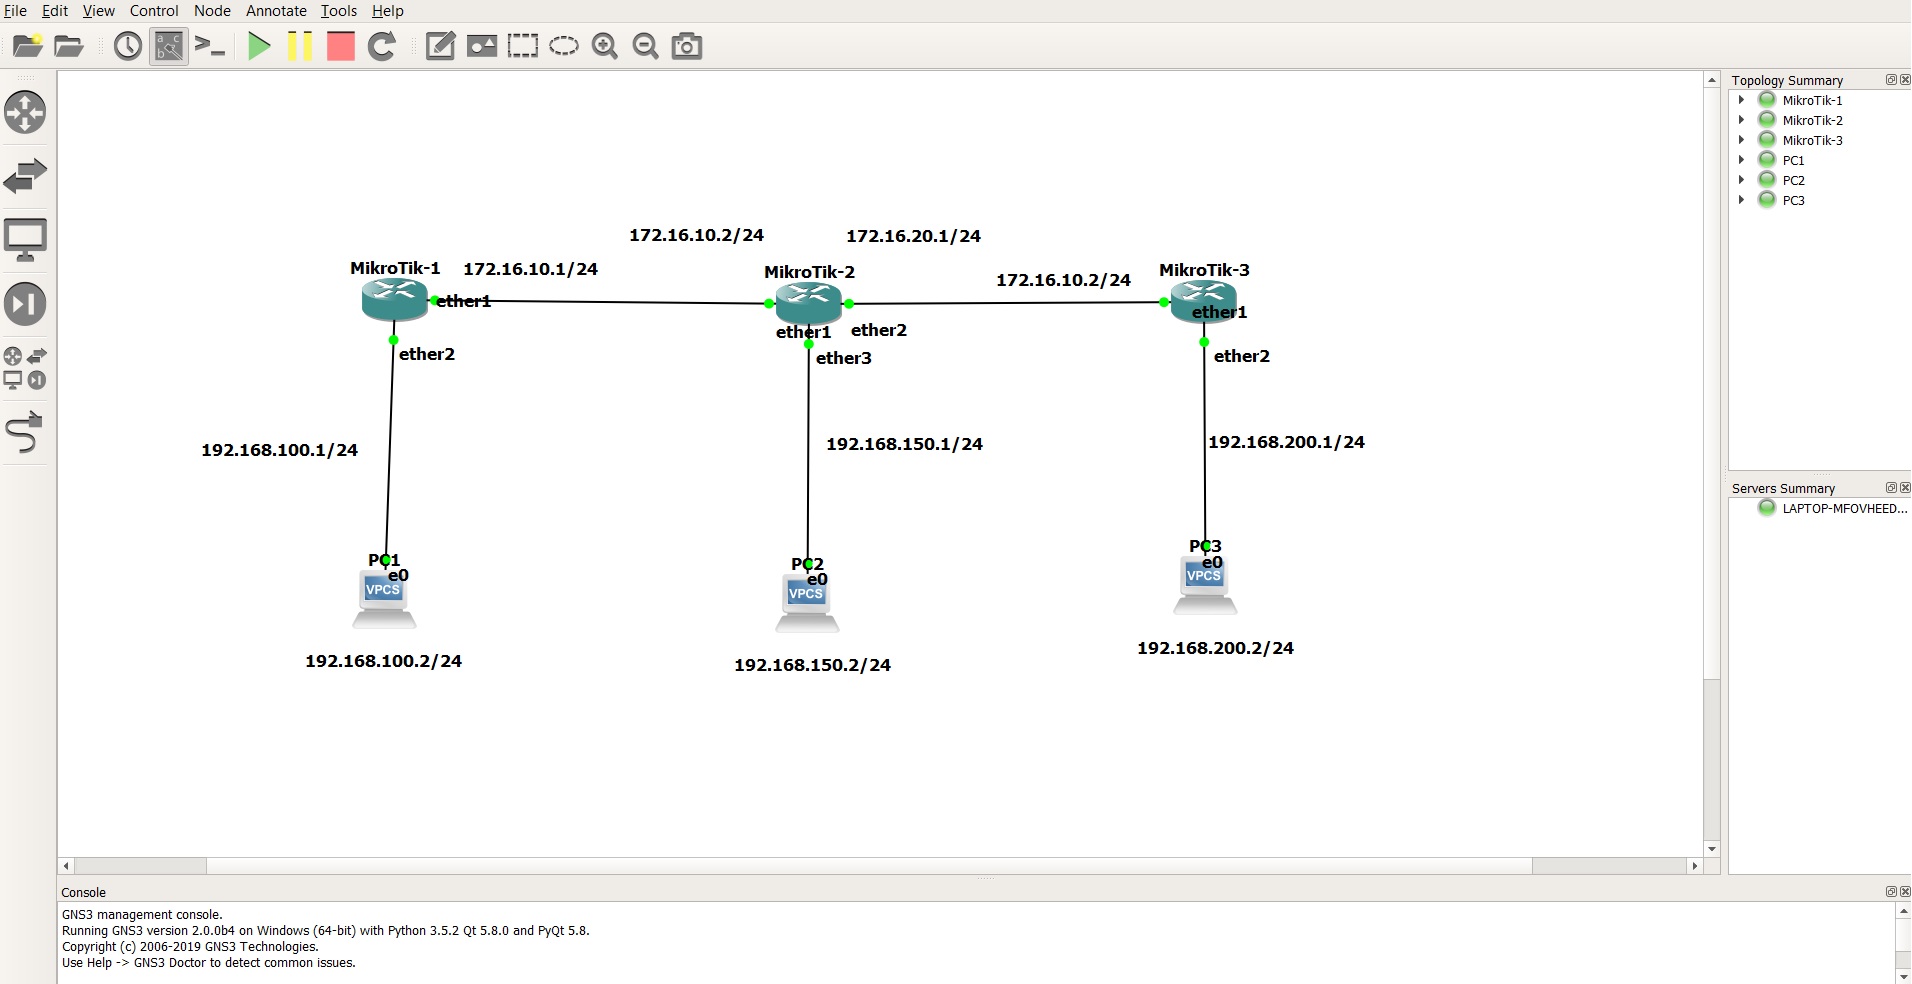 File Edit View Control Node Annotate Tools Help
Topology Summary
MikroTik-1
MikroTik-2
MikroTik-3
PC1
PC2
PC3
172.16.10.2/24
172.16.20.1/24
MikroTik-1
172.16.10.1/24
MikroTik-2
172.16.10.2/24
MikroTik-3
ether1
ether1
ether2
ether1
ether2
ether3
ether2
192.168.100.1/24
192.168.150.1/24
192.168.200.1/24
PC1
e0
VPCS
PC2
e0
VPCS
PC3
e0
VPCS
192.168.100.2/24
192.168.150.2/24
192.168.200.2/24
Servers Summary
LAPTOP-MFOVHEED...
Console
GNS3 management console.
Running GNS3 version 2.0.0b4 on Windows (64-bit) with Python 3.5.2 Qt 5.8.0 and PyQt 5.8.
Copyright (c) 2006-2019 GNS3 Technologies.
Use Help -> GNS3 Doctor to detect common issues.